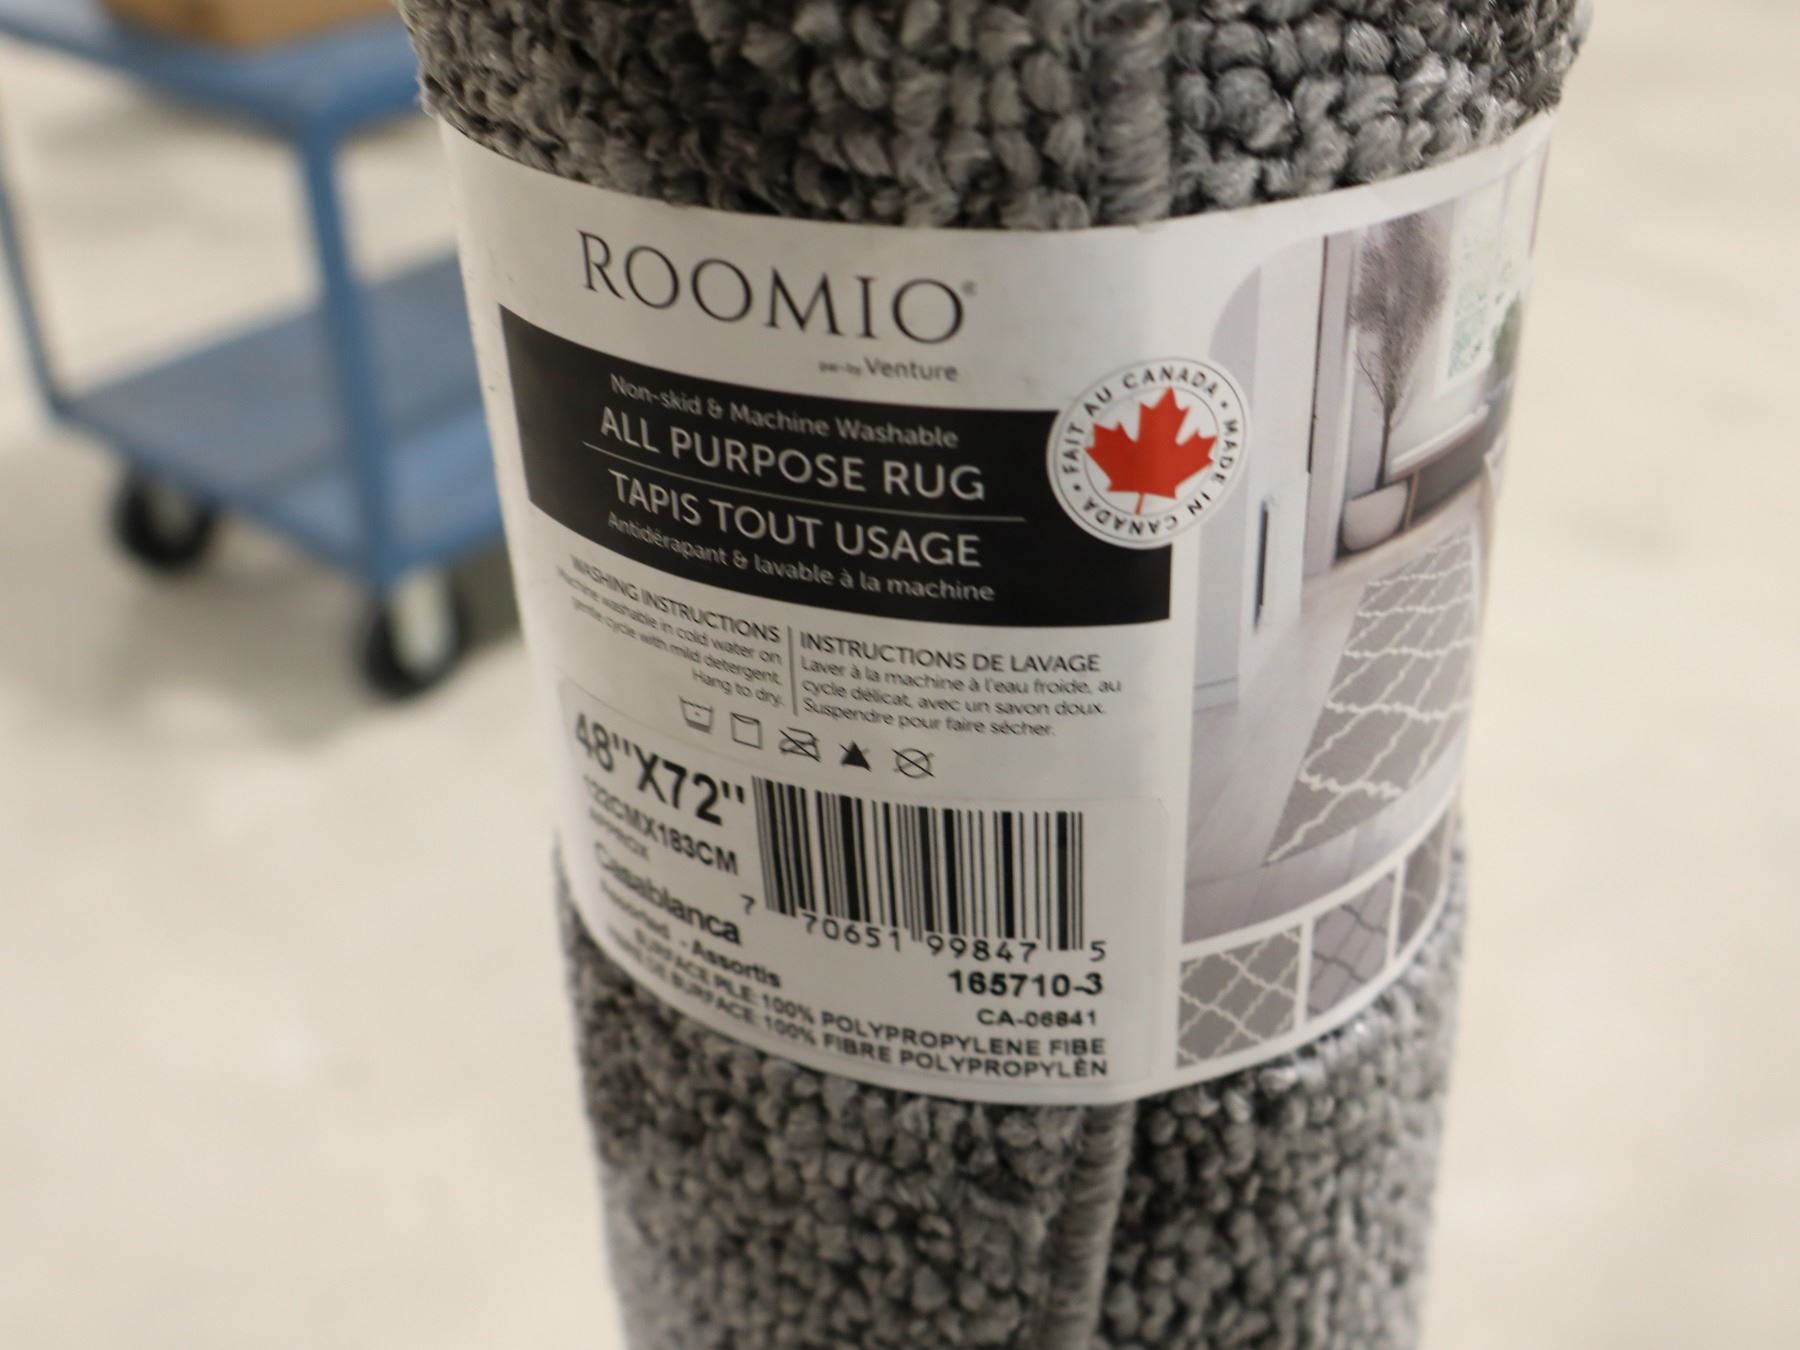 ROOMIO®
par-by Venture
Non-skid & Machine Washable
ALL PURPOSE RUG
TAPIS TOUT USAGE
Antidérapant & lavable à la machine
FAIT AU CANADA • MADE IN CANADA •
WASHING INSTRUCTIONS
Machine washable in cold water on
gentle cycle with mild detergent.
Hang to dry.
INSTRUCTIONS DE LAVAGE
Laver à la machine à l'eau froide, au
cycle délicat, avec un savon doux.
Suspendre pour faire sécher.
48"X72"
122CMX183CM
APPROX
Casablanca
Assorted - Assortis
7 70651 99847 5
165710-3
CA-06841
SURFACE PILE: 100% POLYPROPYLENE FIBE
DE SURFACE: 100% FIBRE POLYPROPYLÈN